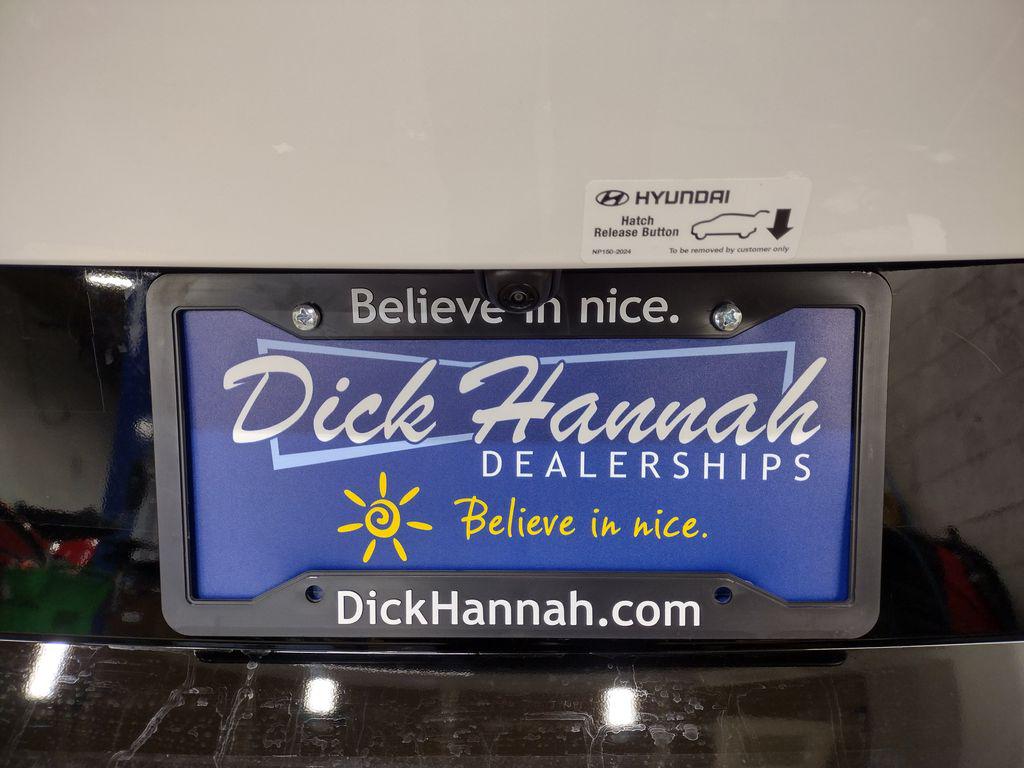 HYUNDAI
Hatch
Release Button
NP150-2024
To be removed by customer only
Believe in nice.
Dick Hannah
DEALERSHIPS
Believe in nice.
DickHannah.com